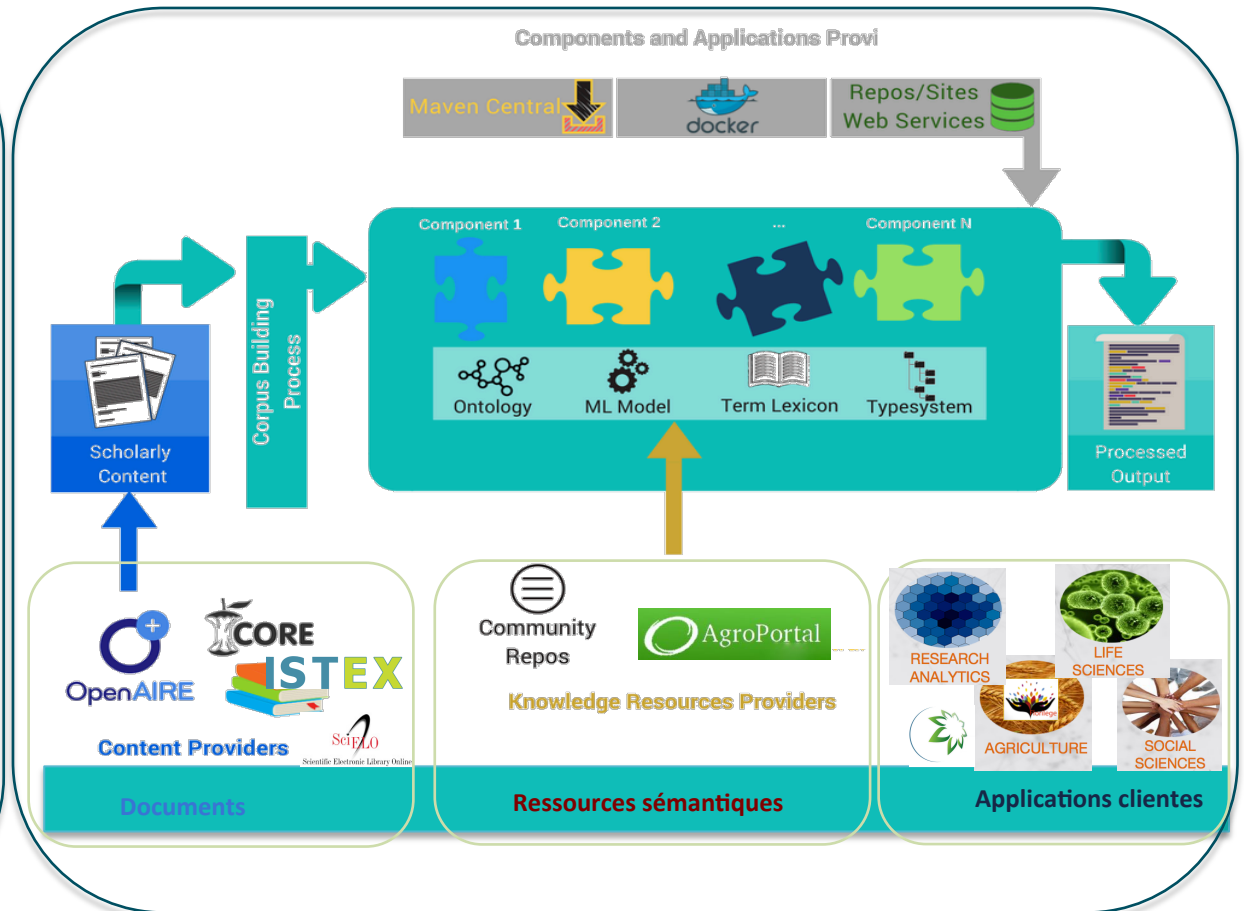 Components and Applications Provi
Maven Central
docker
Repos/Sites
Web Services
Component 1
Component 2
...
Component N
Corpus Building
Process
Ontology
ML Model
Term Lexicon
Typesystem
Scholarly
Content
Processed
Output
OpenAIRE
CORE
ISTEX
SciELO
Scientific Electronic Library Online
Content Providers
Community
Repos
AgroPortal
Knowledge Resources Providers
RESEARCH
ANALYTICS
LIFE
SCIENCES
AGRICULTURE
SOCIAL
SCIENCES
Documents
Ressources sémantiques
Applications clientes